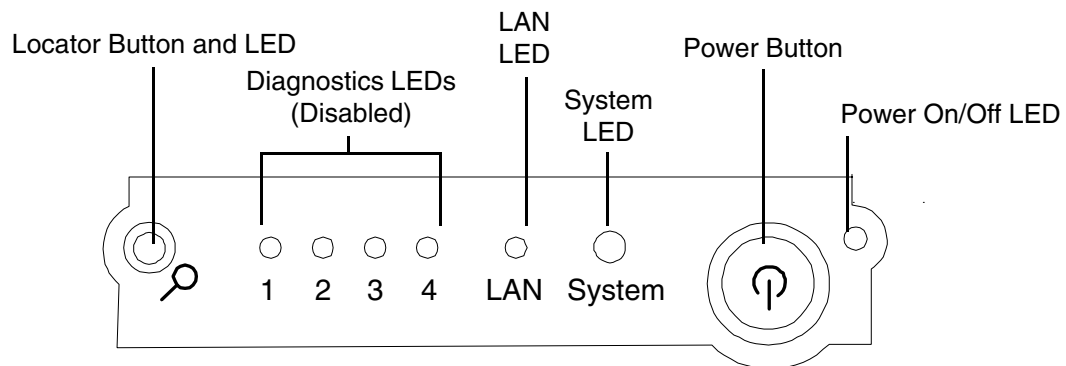 Locator Button and LED
Diagnostics LEDs
(Disabled)
LAN
LED
System
LED
Power Button
Power On/Off LED
1 2 3 4 LAN System